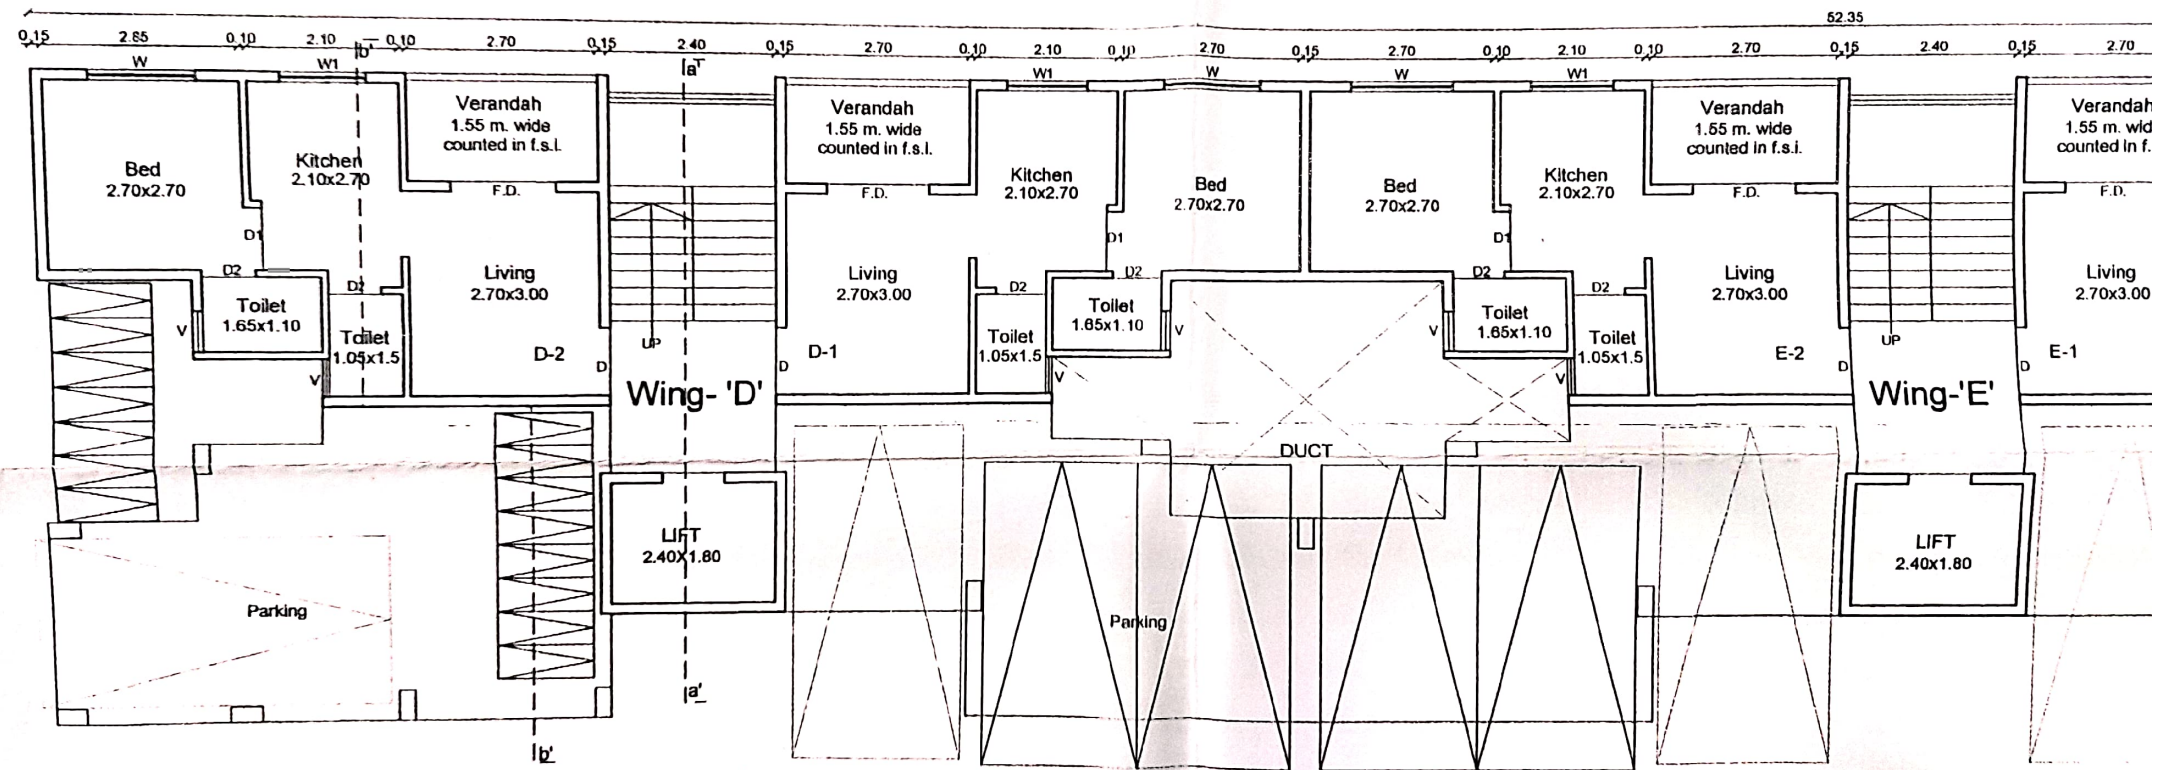 52.35
0.15 2.85 0.10 2.10 0.10 2.70 0.15 2.40 0.15 2.70 0.10 2.10 0.10 2.70 0.15 2.70 0.10 2.10 0.10 2.70 0.15 2.40 0.15 2.70
b'
a'
W
W1
W1
W
W
W1
Verandah
1.55 m. wide
counted in f.s.I.
Verandah
1.55 m. wide
counted in f.s.I.
Verandah
1.55 m. wide
counted in f.s.i.
Verandah
1.55 m. wid
counted in f.
Bed
2.70x2.70
Kitchen
2.10x2.70
F.D.
F.D.
Kitchen
2.10x2.70
Bed
2.70x2.70
Bed
2.70x2.70
Kitchen
2.10x2.70
F.D.
F.D.
D1
D1
D1
D2
D2
Living
2.70x3.00
Living
2.70x3.00
D2
D2
D2
D2
Living
2.70x3.00
Living
2.70x3.00
Toilet
1.65x1.10
Toilet
1.05x1.5
Toilet
1.05x1.5
Toilet
1.65x1.10
Toilet
1.65x1.10
Toilet
1.05x1.5
V
V
V
V
V
V
D-2
D
UP
D
D-1
E-2
D
UP
D
E-1
Wing- 'D'
Wing-'E'
DUCT
LIFT
2.40X1.80
LIFT
2.40x1.80
Parking
Parking
a'
b'